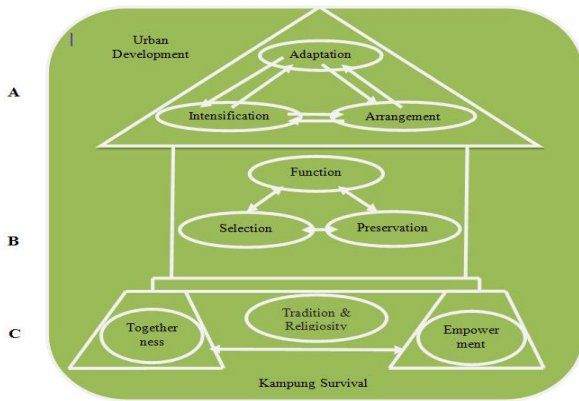 Urban
Development
Adaptation
A
Intensification
Arrangement
Function
Selection
Preservation
B
Tradition &
Religiosity
Together
ness
Empower
ment
C
Kampung Survival